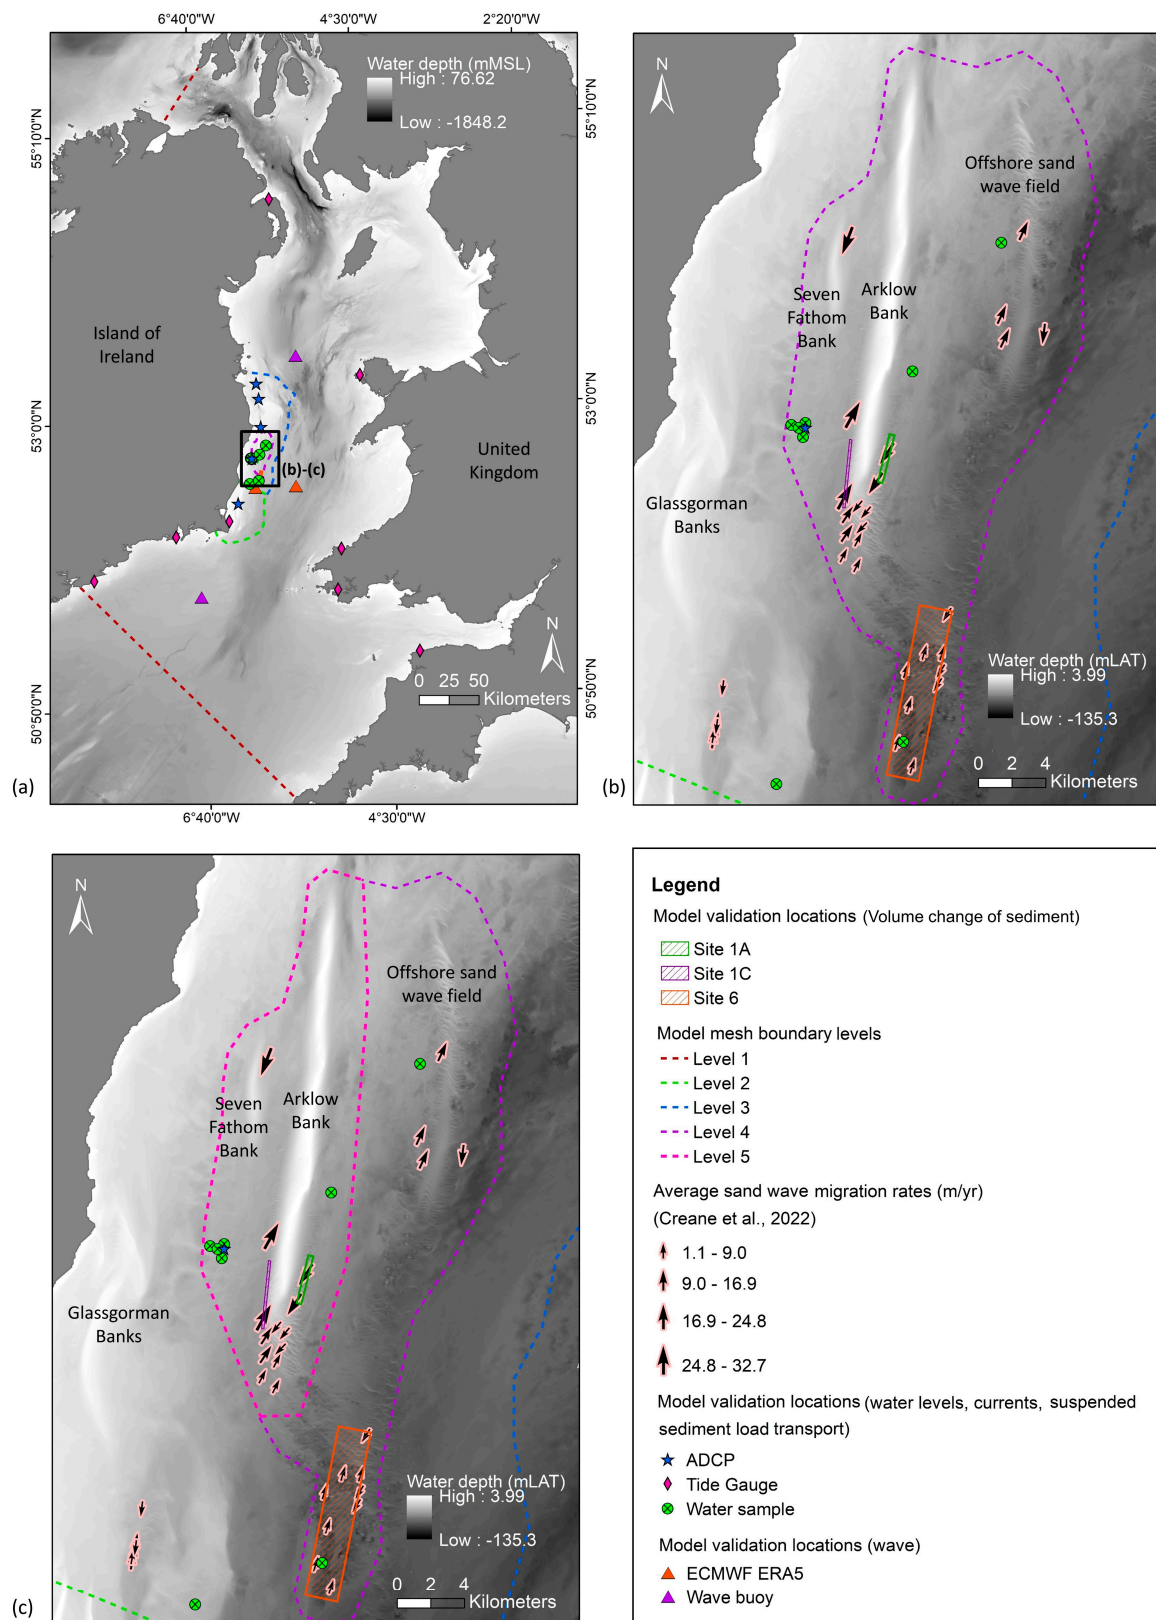 6°40'0"W
4°30'0"W
2°20'0"W
55°10'0"N
53°0'0"N
50°50'0"N
Water depth (mMSL)
High : 76.62
Low : -1848.2
Island of
Ireland
United
Kingdom
(b)-(c)
N
0 25 50
Kilometers
55°10'0"N
53°0'0"N
50°50'0"N
6°40'0"W
4°30'0"W
(a)
N
Offshore sand
wave field
Seven
Fathom
Bank
Arklow
Bank
Glassgorman
Banks
Water depth (mLAT)
High : 3.99
Low : -135.3
0 2 4
Kilometers
(b)
N
Offshore sand
wave field
Seven
Fathom
Bank
Arklow
Bank
Glassgorman
Banks
Water depth (mLAT)
High : 3.99
Low : -135.3
0 2 4
Kilometers
(c)
Legend
Model validation locations (Volume change of sediment)
Site 1A
Site 1C
Site 6
Model mesh boundary levels
Level 1
Level 2
Level 3
Level 4
Level 5
Average sand wave migration rates (m/yr)
(Creane et al., 2022)
1.1 - 9.0
9.0 - 16.9
16.9 - 24.8
24.8 - 32.7
Model validation locations (water levels, currents, suspended
sediment load transport)
ADCP
Tide Gauge
Water sample
Model validation locations (wave)
ECMWF ERA5
Wave buoy